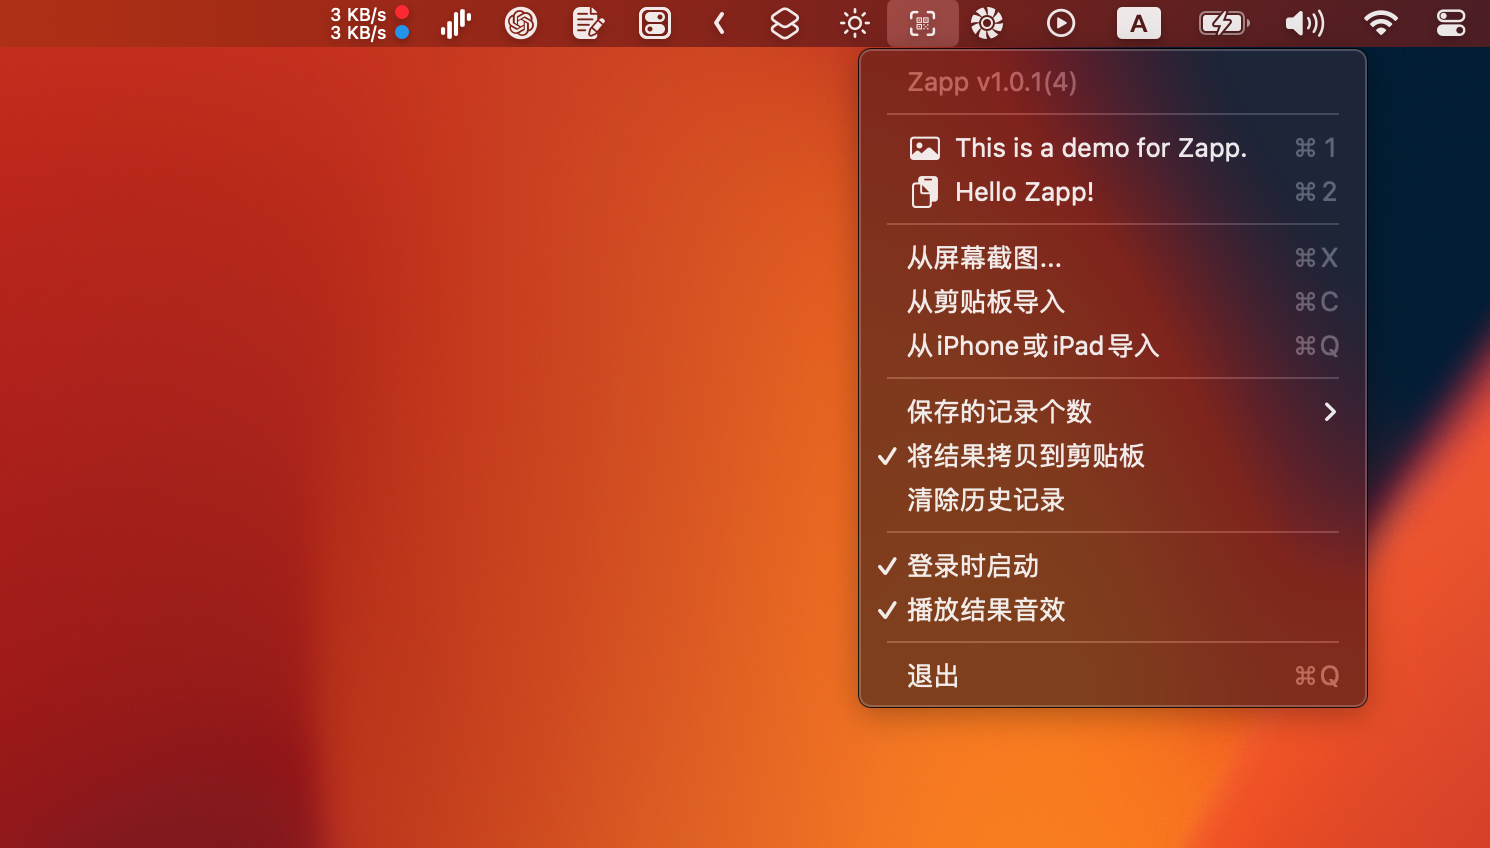 3 KB/s
3 KB/s
A
Zapp v1.0.1(4)
This is a demo for Zapp. ⌘ 1
Hello Zapp! ⌘ 2
从屏幕截图... ⌘ X
从剪贴板导入 ⌘ C
从iPhone或iPad导入 ⌘ Q
保存的记录个数
将结果拷贝到剪贴板
清除历史记录
登录时启动
播放结果音效
退出 ⌘ Q